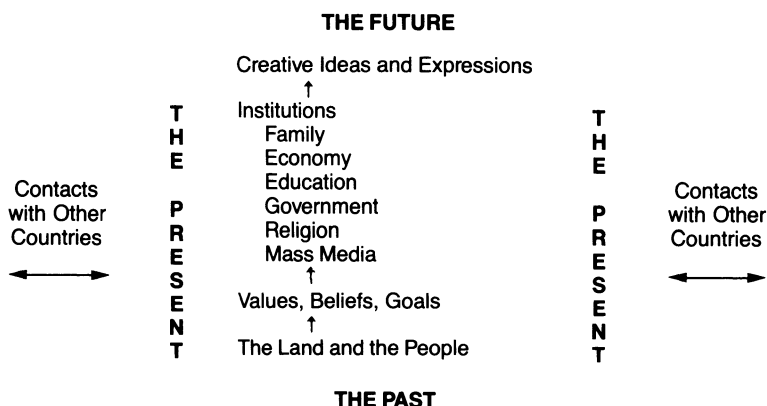 THE FUTURE
Creative Ideas and Expressions
THE PRESENT
Institutions
Family
Economy
Education
Government
Religion
Mass Media
Values, Beliefs, Goals
The Land and the People
THE PRESENT
Contacts
with Other
Countries
Contacts
with Other
Countries
THE PAST